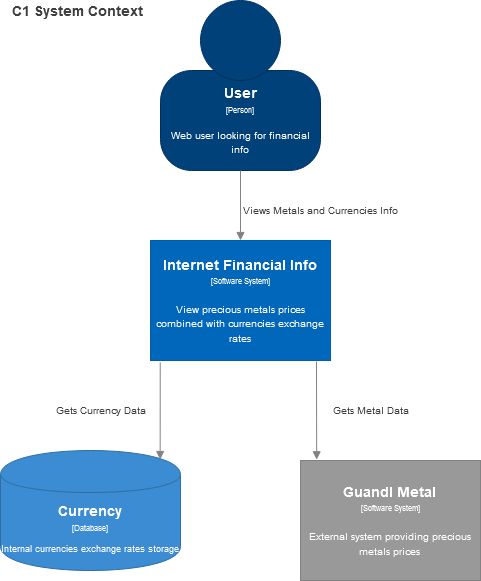 C1 System Context
User
[Person]
Web user looking for financial
info
Views Metals and Currencies Info
Internet Financial Info
[Software System]
View precious metals prices
combined with currencies exchange
rates
Gets Currency Data
Gets Metal Data
Currency
[Database]
Internal currencies exchange rates storage
Guandl Metal
[Software System]
External system providing precious
metals prices